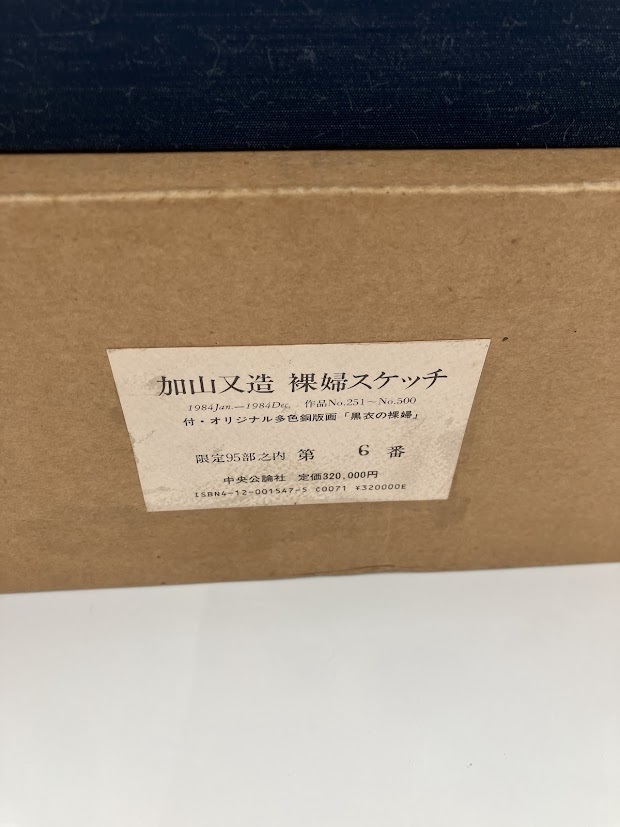 加山又造 裸婦スケッチ
1984Jan.—1984Dec. 作品No.251~No.500
付・オリジナル多色銅版画「黒衣の裸婦」
限定95部之内 第 6 番
中央公論社 定価320,000円
ISBN4-12-001547-5 C0071 ¥320000E